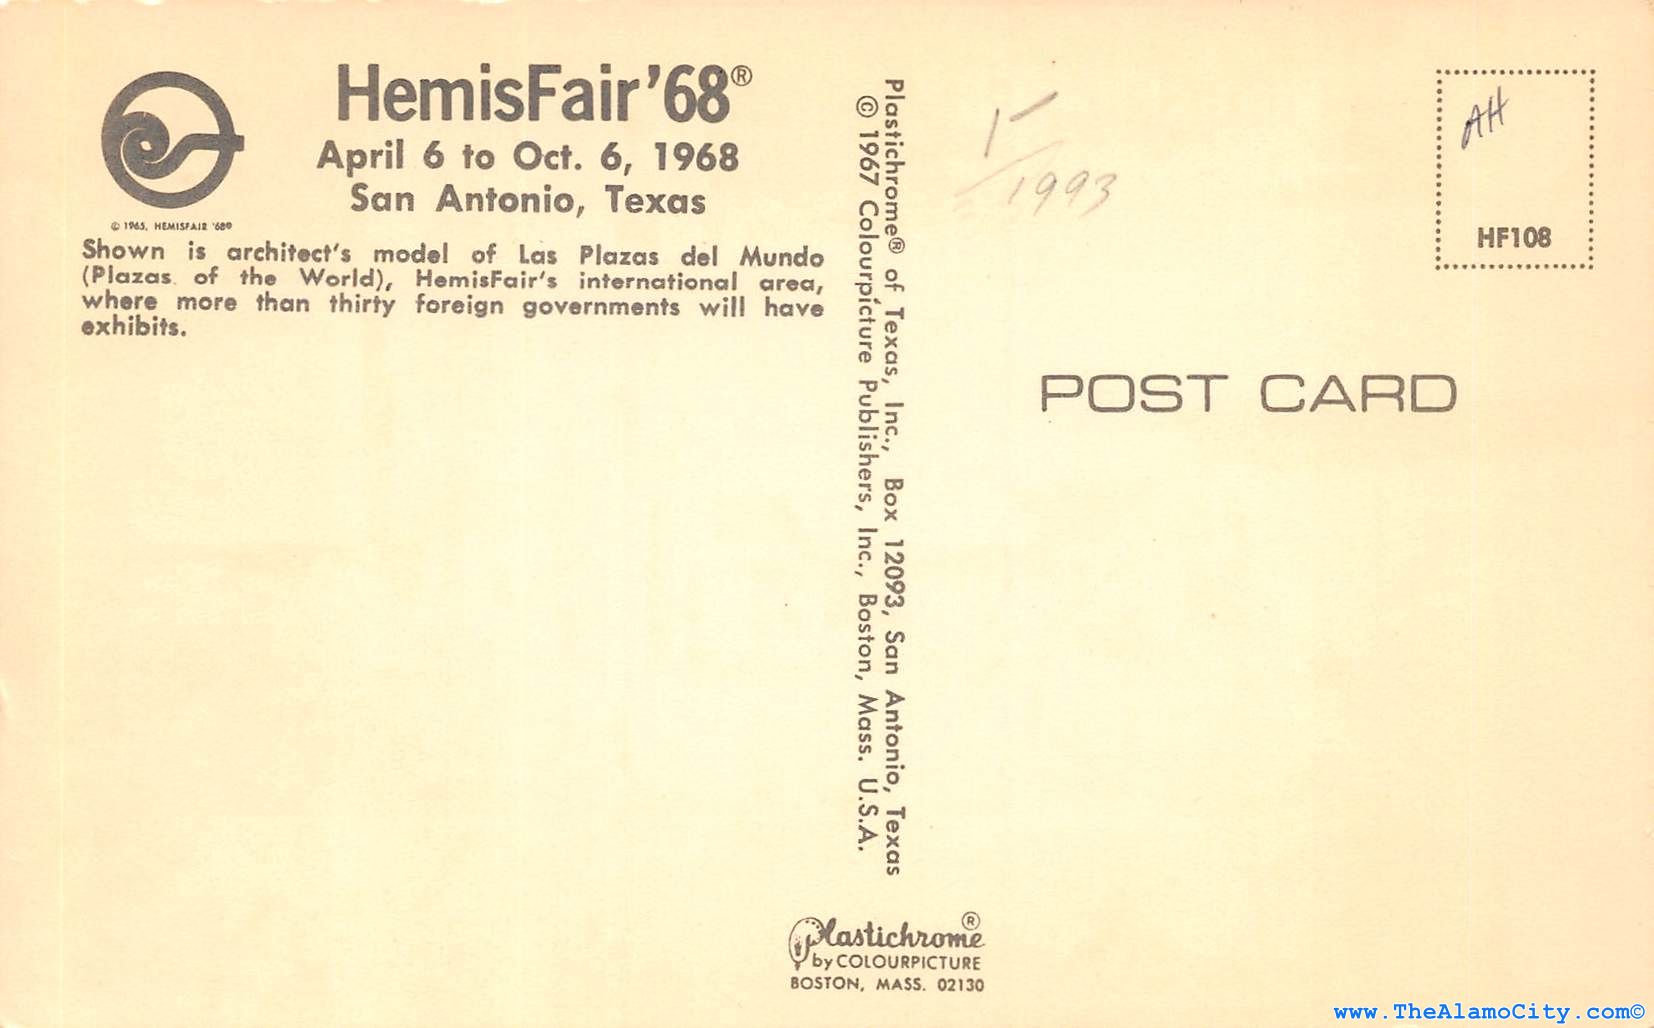 HemisFair '68®
April 6 to Oct. 6, 1968
San Antonio, Texas
© 1965, HEMISFAIR '68®
Shown is architect's model of Las Plazas del Mundo
(Plazas of the World), HemisFair's international area,
where more than thirty foreign governments will have
exhibits.
Plastichrome® of Texas, Inc., Box 12093, San Antonio, Texas
© 1967 Colourpicture Publishers, Inc., Boston, Mass. U.S.A.
Plastichrome®
by COLOURPICTURE
BOSTON, MASS. 02130
1993
AH
HF108
POST CARD
www.TheAlamoCity.com©